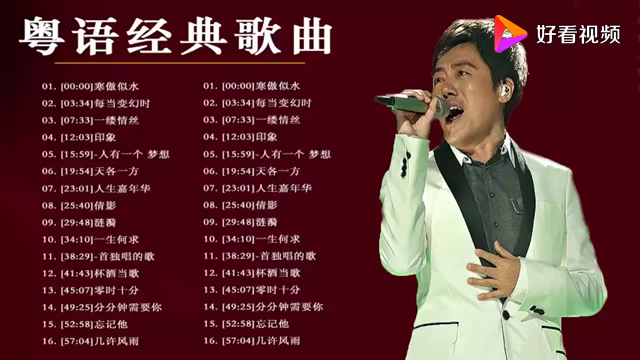 粤语经典歌曲
好看视频
01. [00:00]寒傲似水
02. [03:34]每当变幻时
03. [07:33]一缕情丝
04. [12:03]印象
05. [15:59]-人有一个 梦想
06. [19:54]天各一方
07. [23:01]人生嘉年华
08. [25:40]倩影
09. [29:48]涟漪
10. [34:10]一生何求
11. [38:29]-首独唱的歌
12. [41:43]杯酒当歌
13. [45:07]零时十分
14. [49:25]分分钟需要你
15. [52:58]忘记他
16. [57:04]几许风雨
01. [00:00]寒傲似水
02. [03:34]每当变幻时
03. [07:33]一缕情丝
04. [12:03]印象
05. [15:59]-人有一个 梦想
06. [19:54]天各一方
07. [23:01]人生嘉年华
08. [25:40]倩影
09. [29:48]涟漪
10. [34:10]一生何求
11. [38:29]-首独唱的歌
12. [41:43]杯酒当歌
13. [45:07]零时十分
14. [49:25]分分钟需要你
15. [52:58]忘记他
16. [57:04]几许风雨